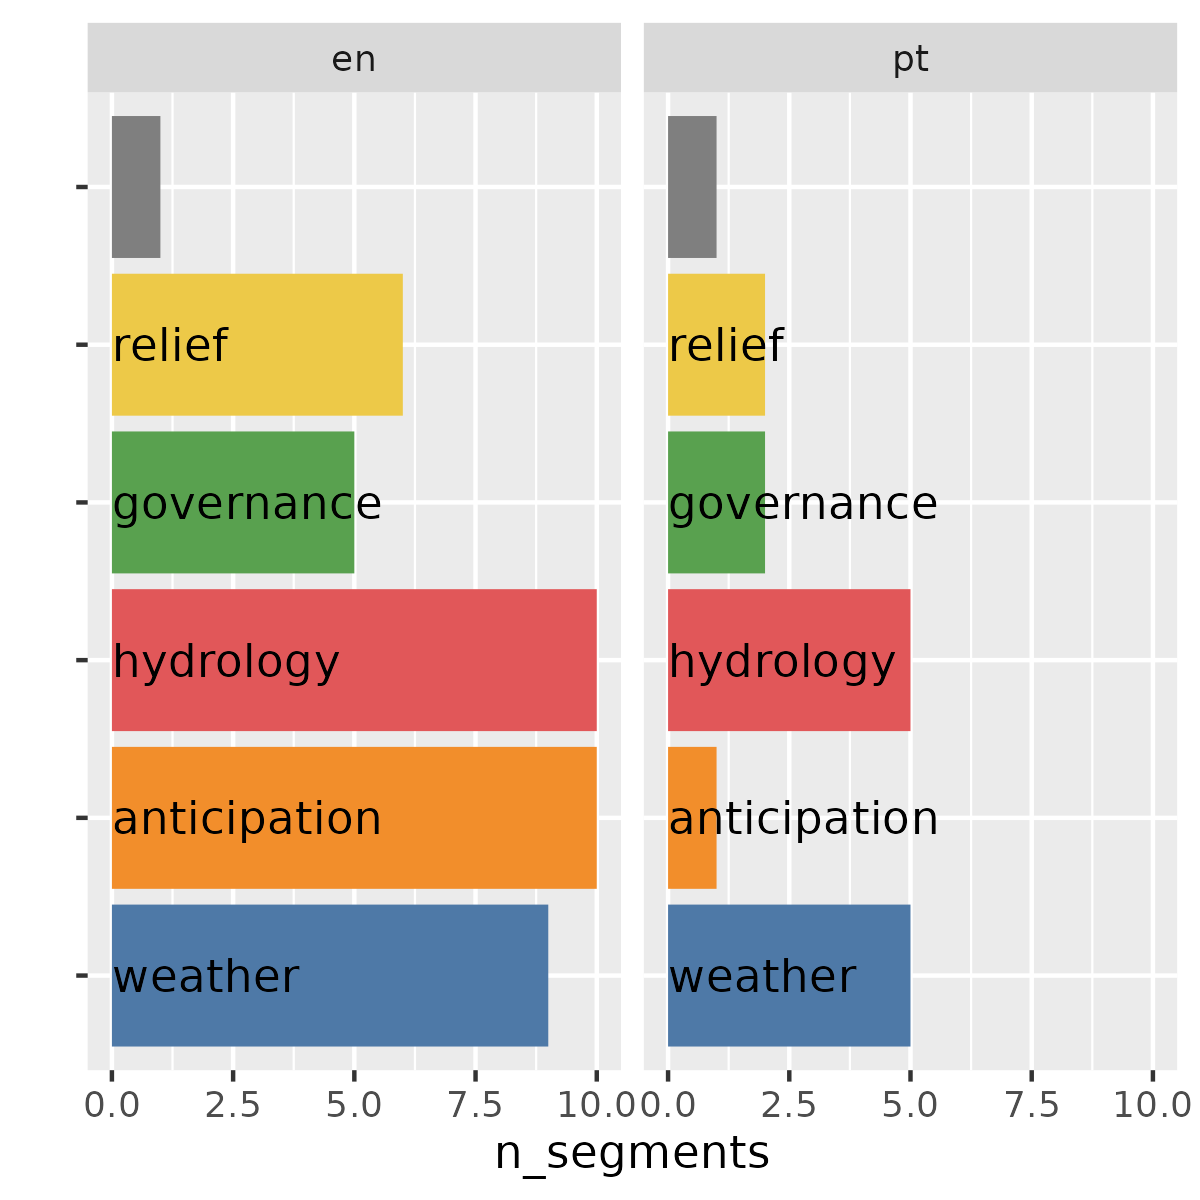 en
relief
governance
hydrology
anticipation
weather
0.0 2.5 5.0 7.5 10.0
pt
relief
governance
hydrology
anticipation
weather
0.0 2.5 5.0 7.5 10.0
n_segments